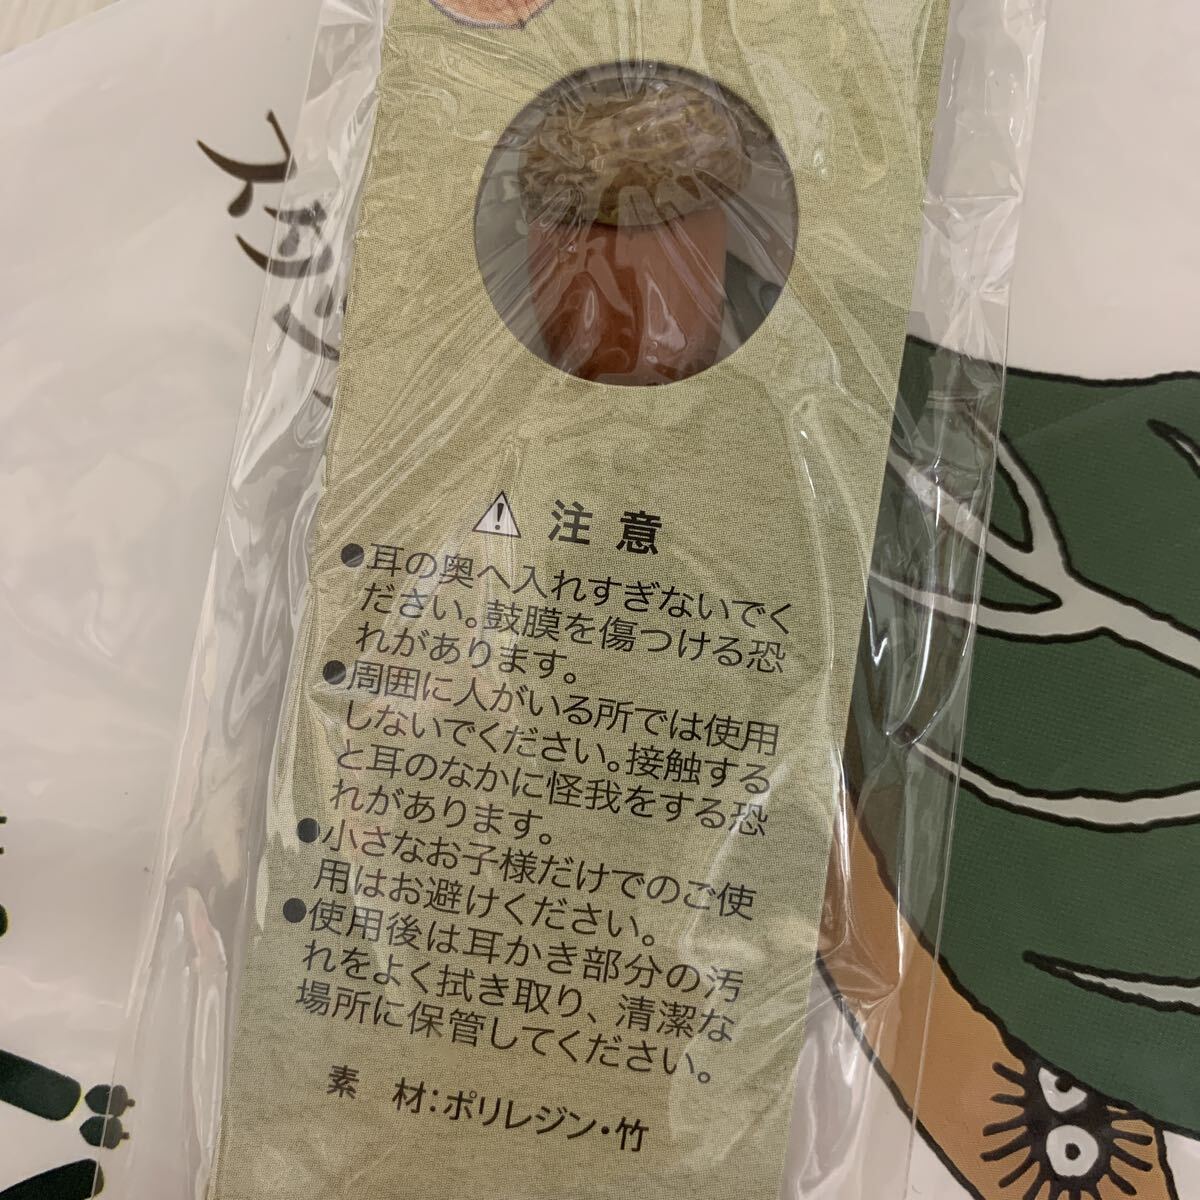 スタジ
注意
●耳の奥へ入れすぎないでく
ださい。鼓膜を傷つける恐
れがあります。
●周囲に人がいる所では使用
しないでください。接触する
と耳のなかに怪我をする恐
れがあります。
●小さなお子様だけでのご使
用はお避けください。
●使用後は耳かき部分の汚
れをよく拭き取り、清潔な
場所に保管してください。
素 材：ポリレジン・竹